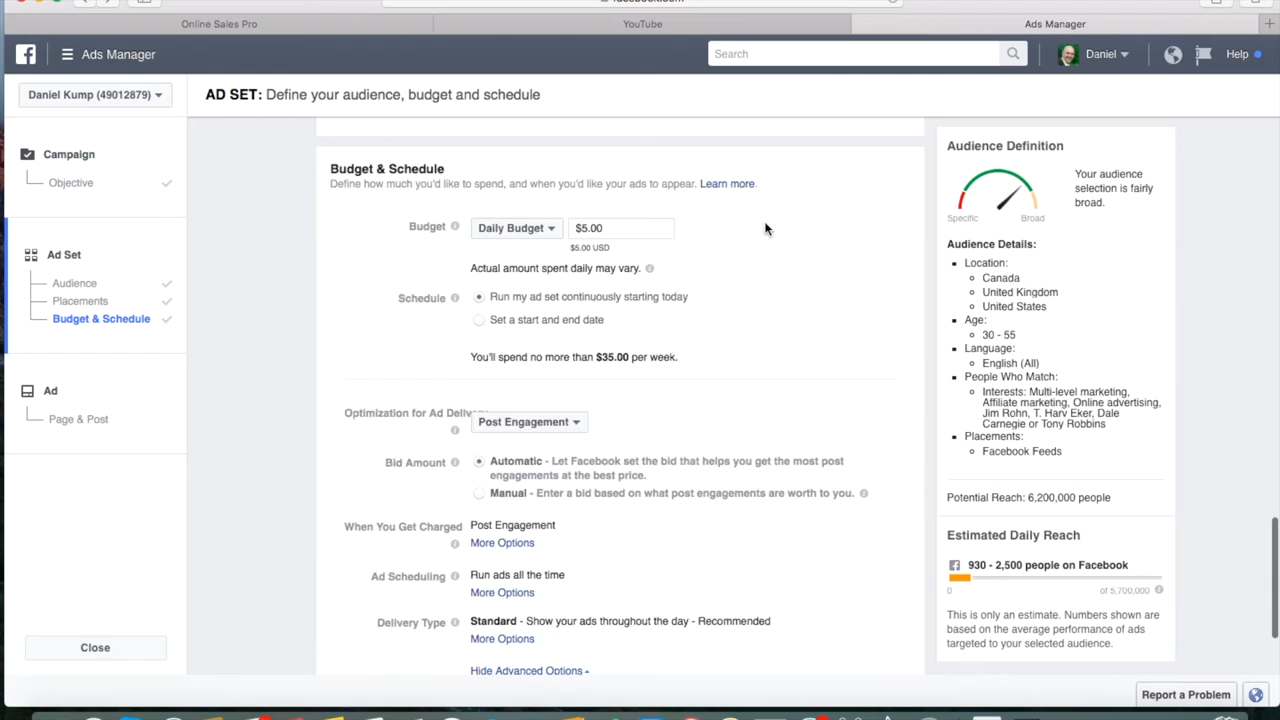 Online Sales Pro
YouTube
Ads Manager
Ads Manager
Search
Daniel
Help
Daniel Kump (49012879)
AD SET: Define your audience, budget and schedule
Campaign
Objective
Ad Set
Audience
Placements
Budget & Schedule
Ad
Page & Post
Close
Budget & Schedule
Define how much you'd like to spend, and when you'd like your ads to appear. Learn more.
Budget
Daily Budget
$5.00
$5.00 USD
Actual amount spent daily may vary.
Schedule
Run my ad set continuously starting today
Set a start and end date
You'll spend no more than $35.00 per week.
Optimization for Ad Delivery
Post Engagement
Bid Amount
Automatic - Let Facebook set the bid that helps you get the most post
engagements at the best price.
Manual - Enter a bid based on what post engagements are worth to you.
When You Get Charged
Post Engagement
More Options
Ad Scheduling
Run ads all the time
More Options
Delivery Type
Standard - Show your ads throughout the day - Recommended
More Options
Hide Advanced Options
Audience Definition
Your audience
selection is fairly
broad.
Specific
Broad
Audience Details:
Location:
Canada
United Kingdom
United States
Age:
30 - 55
Language:
English (All)
People Who Match:
Interests: Multi-level marketing,
Affiliate marketing, Online advertising,
Jim Rohn, T. Harv Eker, Dale
Carnegie or Tony Robbins
Placements:
Facebook Feeds
Potential Reach: 6,200,000 people
Estimated Daily Reach
930 - 2,500 people on Facebook
0
of 5,700,000
This is only an estimate. Numbers shown are
based on the average performance of ads
targeted to your selected audience.
Report a Problem